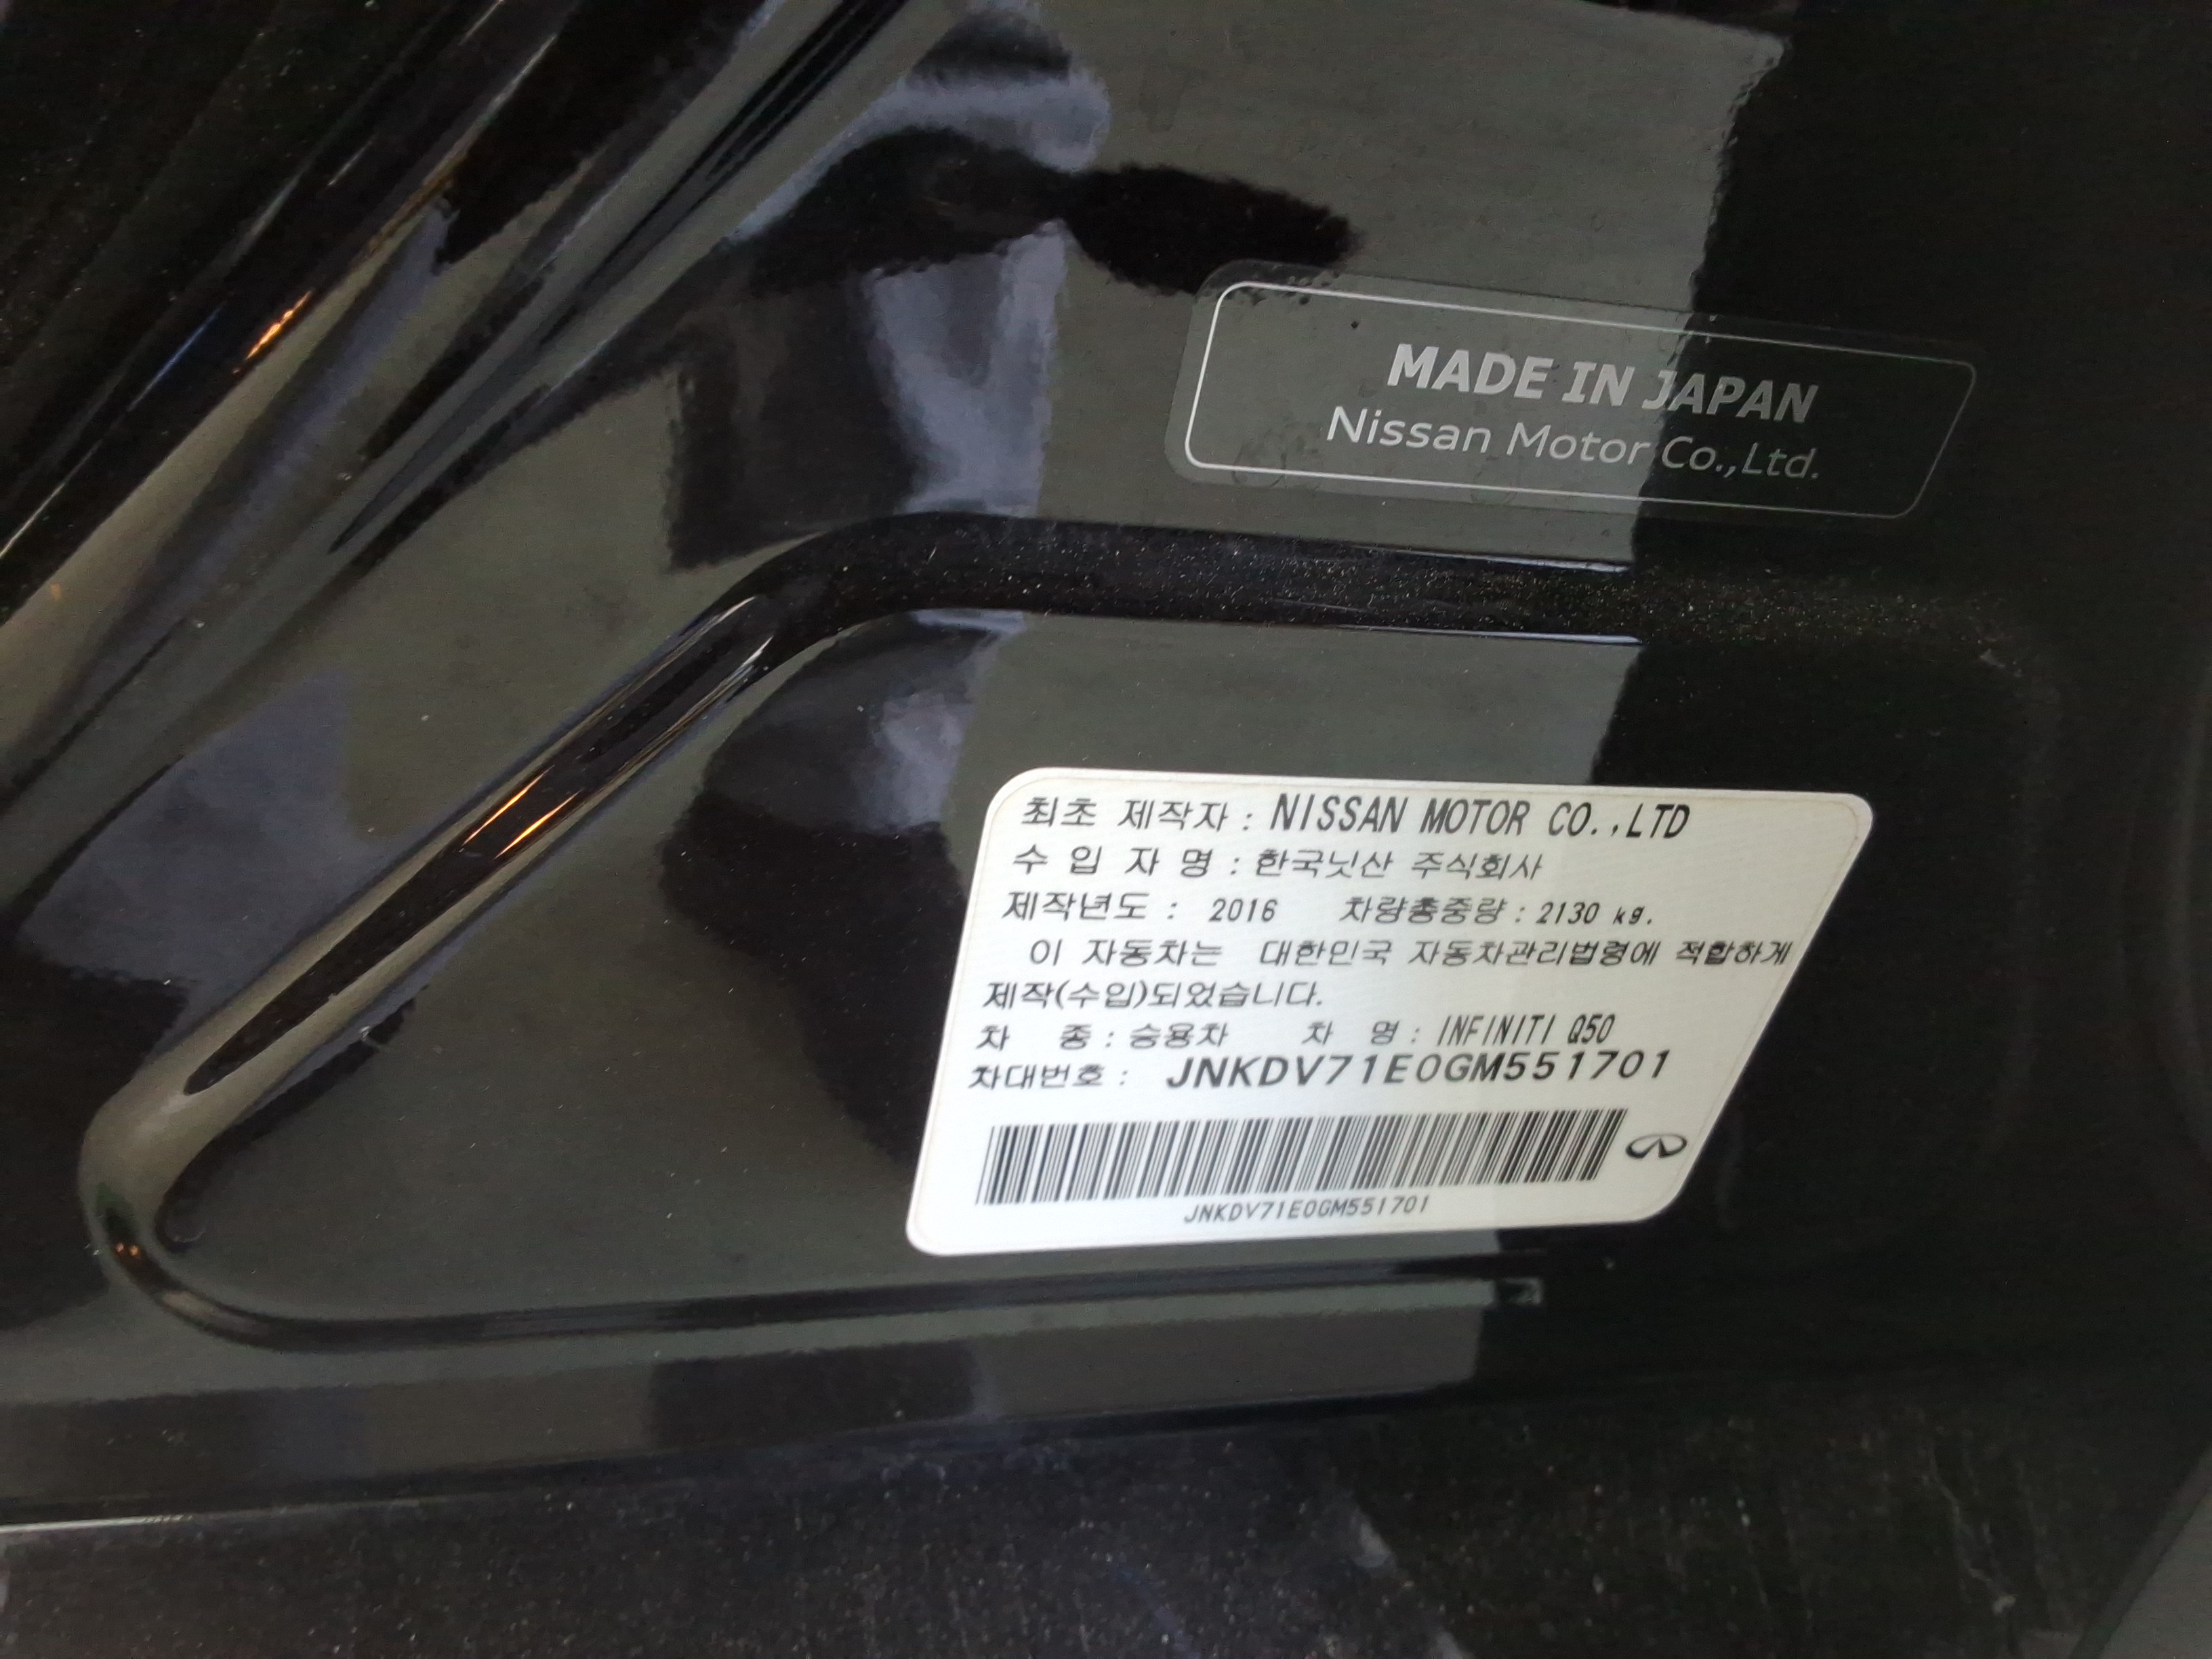 MADE IN JAPAN
Nissan Motor Co.,Ltd.
최초 제작자 : NISSAN MOTOR CO.,LTD
수 입 자 명 : 한국닛산 주식회사
제작년도 : 2016 차량총중량 : 2130 kg.
이 자동차는 대한민국 자동차관리법령에 적합하게
제작(수입)되었습니다.
차 종 : 승용차 차 명 : INFINITI Q50
차대번호 : JNKDV71E0GM551701
JNKDV71E0GM551701